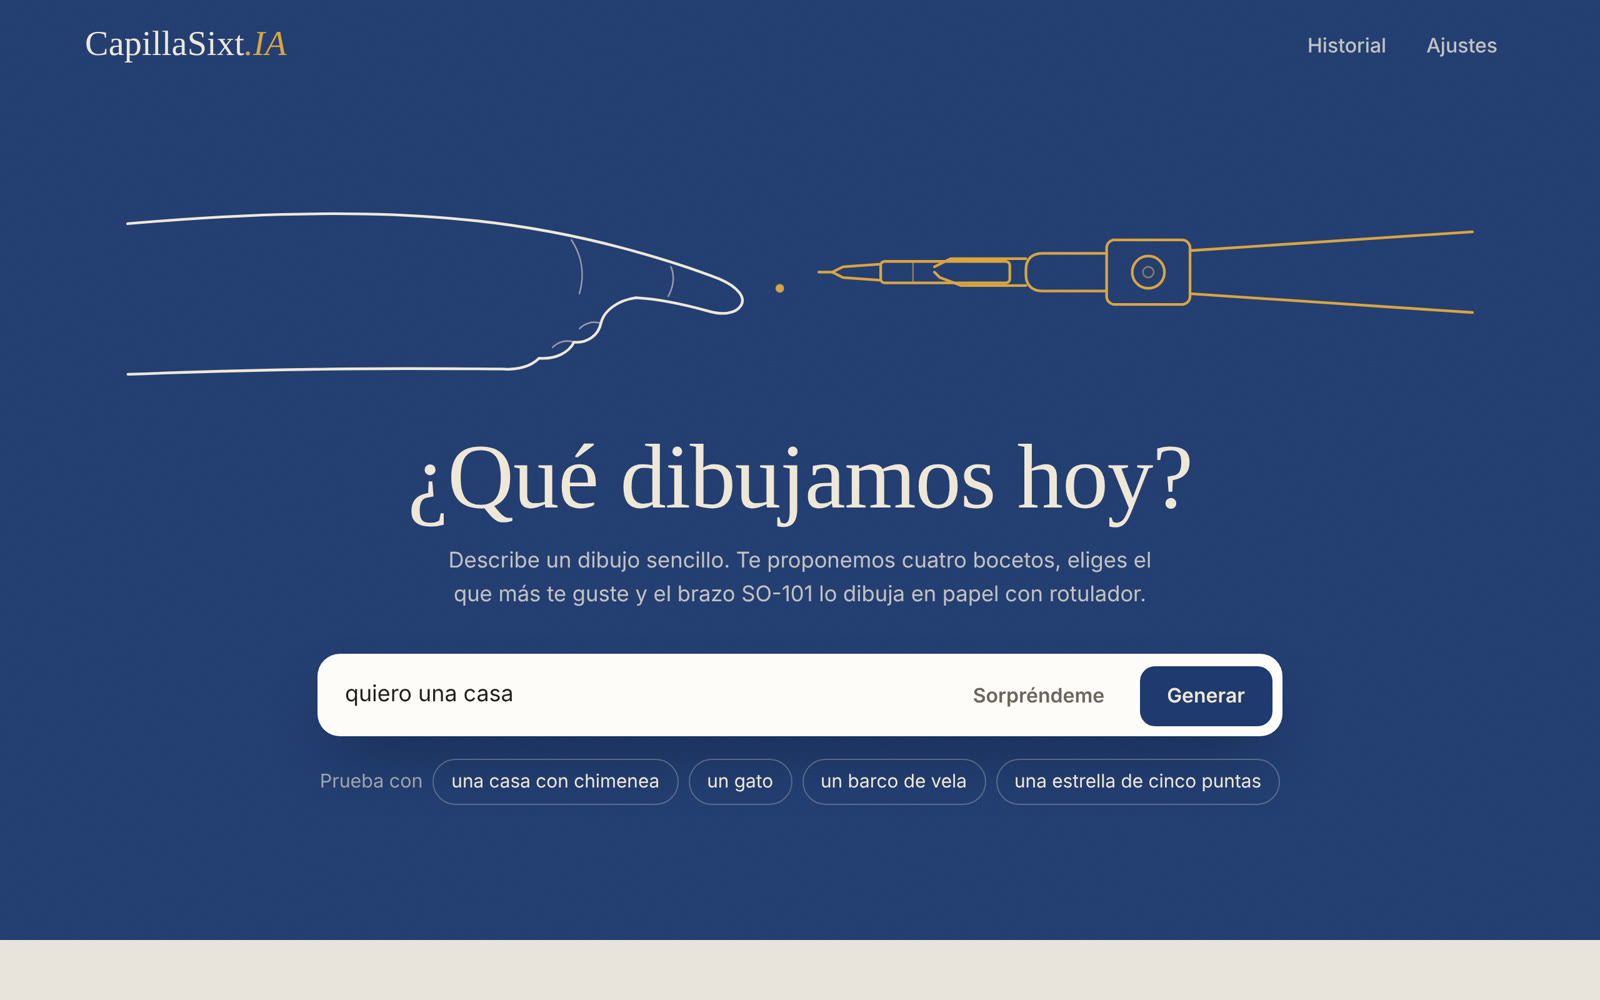 CapillaSixt.IA
Historial
Ajustes
¿Qué dibujamos hoy?
Describe un dibujo sencillo. Te proponemos cuatro bocetos, eliges el
que más te guste y el brazo SO-101 lo dibuja en papel con rotulador.
quiero una casa
Sorpréndeme
Generar
Prueba con
una casa con chimenea
un gato
un barco de vela
una estrella de cinco puntas